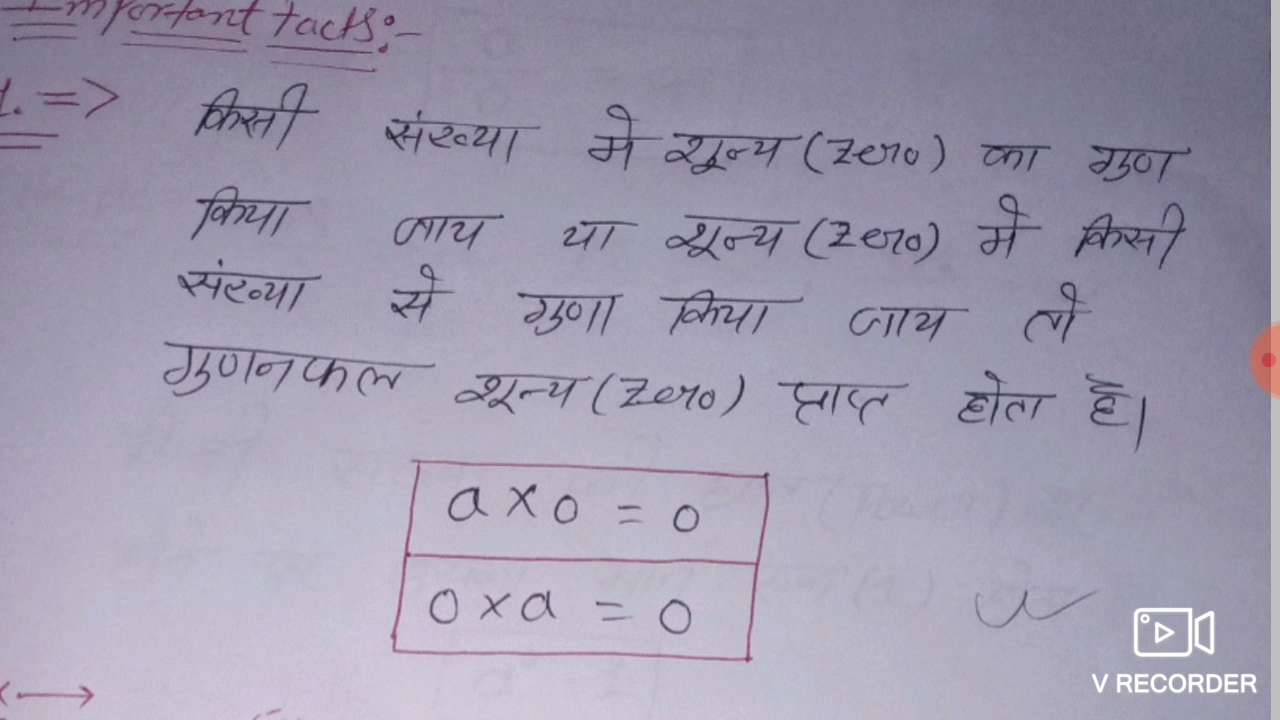 Important facts:-
1. => किसी संख्या मे शून्य (Zero) का गुण
किया जाय या शून्य (Zero) मे किसी
संख्या से गुणा किया जाय तो
गुणनफल शून्य (Zero) प्राप्त होता है।
a × 0 = 0
0 × a = 0
V RECORDER